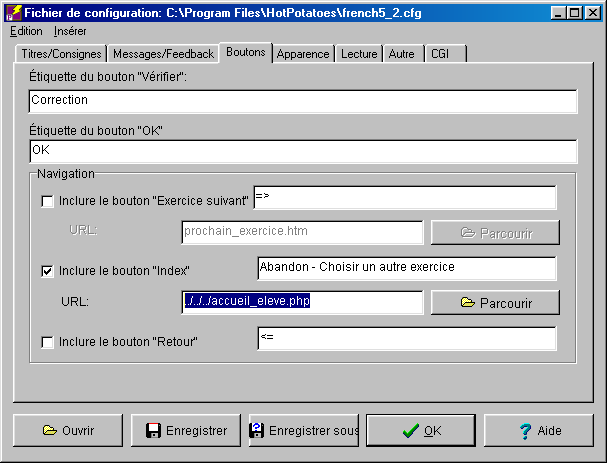 Fichier de configuration: C:\Program Files\HotPotatoes\french5_2.cfg
Edition Insérer
Titres/Consignes Messages/Feedback Boutons Apparence Lecture Autre CGI
Étiquette du bouton "Vérifier":
Correction
Étiquette du bouton "OK"
OK
Navigation
Inclure le bouton "Exercice suivant" =>
URL: prochain_exercice.htm Parcourir
Inclure le bouton "Index" Abandon - Choisir un autre exercice
URL: ./../../accueil_eleve.php Parcourir
Inclure le bouton "Retour" <=
Ouvrir Enregistrer Enregistrer sous OK Aide